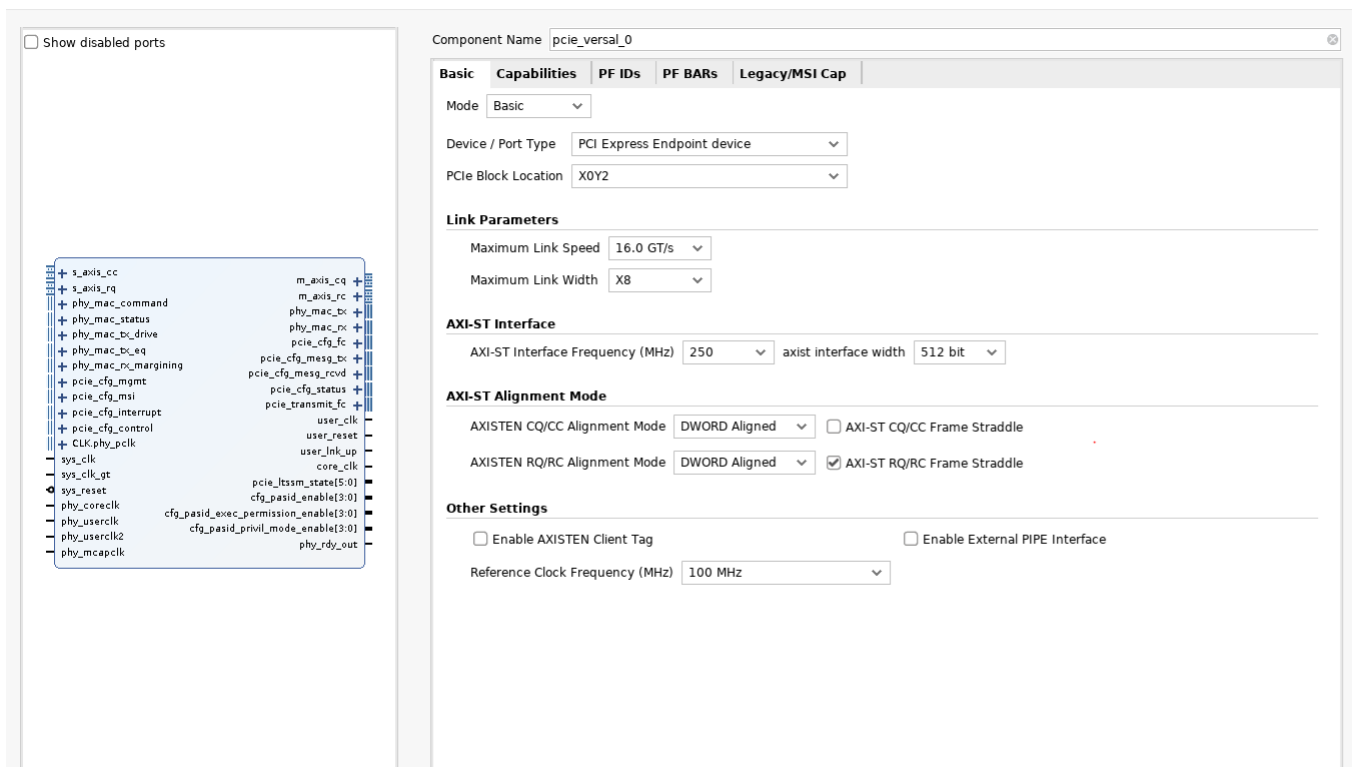 Show disabled ports
s_axis_cc
s_axis_rq
phy_mac_command
phy_mac_status
phy_mac_tx_drive
phy_mac_tx_eq
phy_mac_rx_margining
pcie_cfg_mgmt
pcie_cfg_msi
pcie_cfg_interrupt
pcie_cfg_control
CLK.phy_pclk
sys_clk
sys_clk_gt
sys_reset
phy_coreclk
phy_userclk
phy_userclk2
phy_mcapclk
m_axis_cq
m_axis_rc
phy_mac_tx
phy_mac_rx
pcie_cfg_fc
pcie_cfg_mesg_tx
pcie_cfg_mesg_rcvd
pcie_cfg_status
pcie_transmit_fc
user_clk
user_reset
user_lnk_up
core_clk
pcie_ltssm_state[5:0]
cfg_pasid_enable[3:0]
cfg_pasid_exec_permission_enable[3:0]
cfg_pasid_privil_mode_enable[3:0]
phy_rdy_out
Component Name pcie_versal_0
Basic Capabilities PF IDs PF BARs Legacy/MSI Cap
Mode Basic
Device / Port Type PCI Express Endpoint device
PCIe Block Location X0Y2
Link Parameters
Maximum Link Speed 16.0 GT/s
Maximum Link Width X8
AXI-ST Interface
AXI-ST Interface Frequency (MHz) 250 axist interface width 512 bit
AXI-ST Alignment Mode
AXISTEN CQ/CC Alignment Mode DWORD Aligned AXI-ST CQ/CC Frame Straddle
AXISTEN RQ/RC Alignment Mode DWORD Aligned AXI-ST RQ/RC Frame Straddle
Other Settings
Enable AXISTEN Client Tag Enable External PIPE Interface
Reference Clock Frequency (MHz) 100 MHz